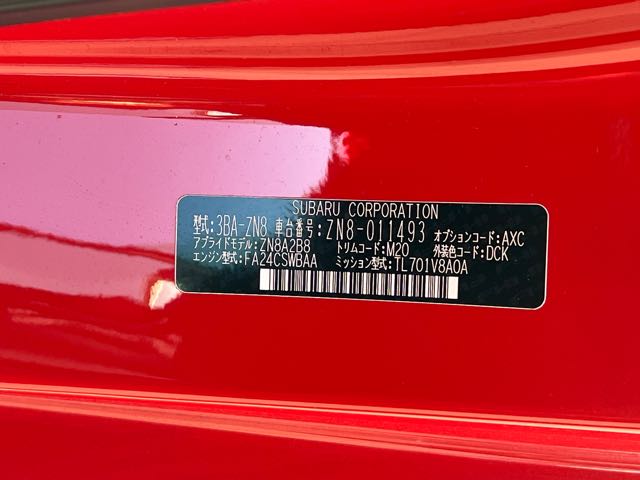 SUBARU CORPORATION
型式:3BA-ZN8 車台番号:ZN8-011493 オプションコード:AXC
アプライドモデル:ZN8A2B8 トリムコード:M20 外装色コード:DCK
エンジン型式:FA24CSWBAA ミッション型式:TL701V8A0A